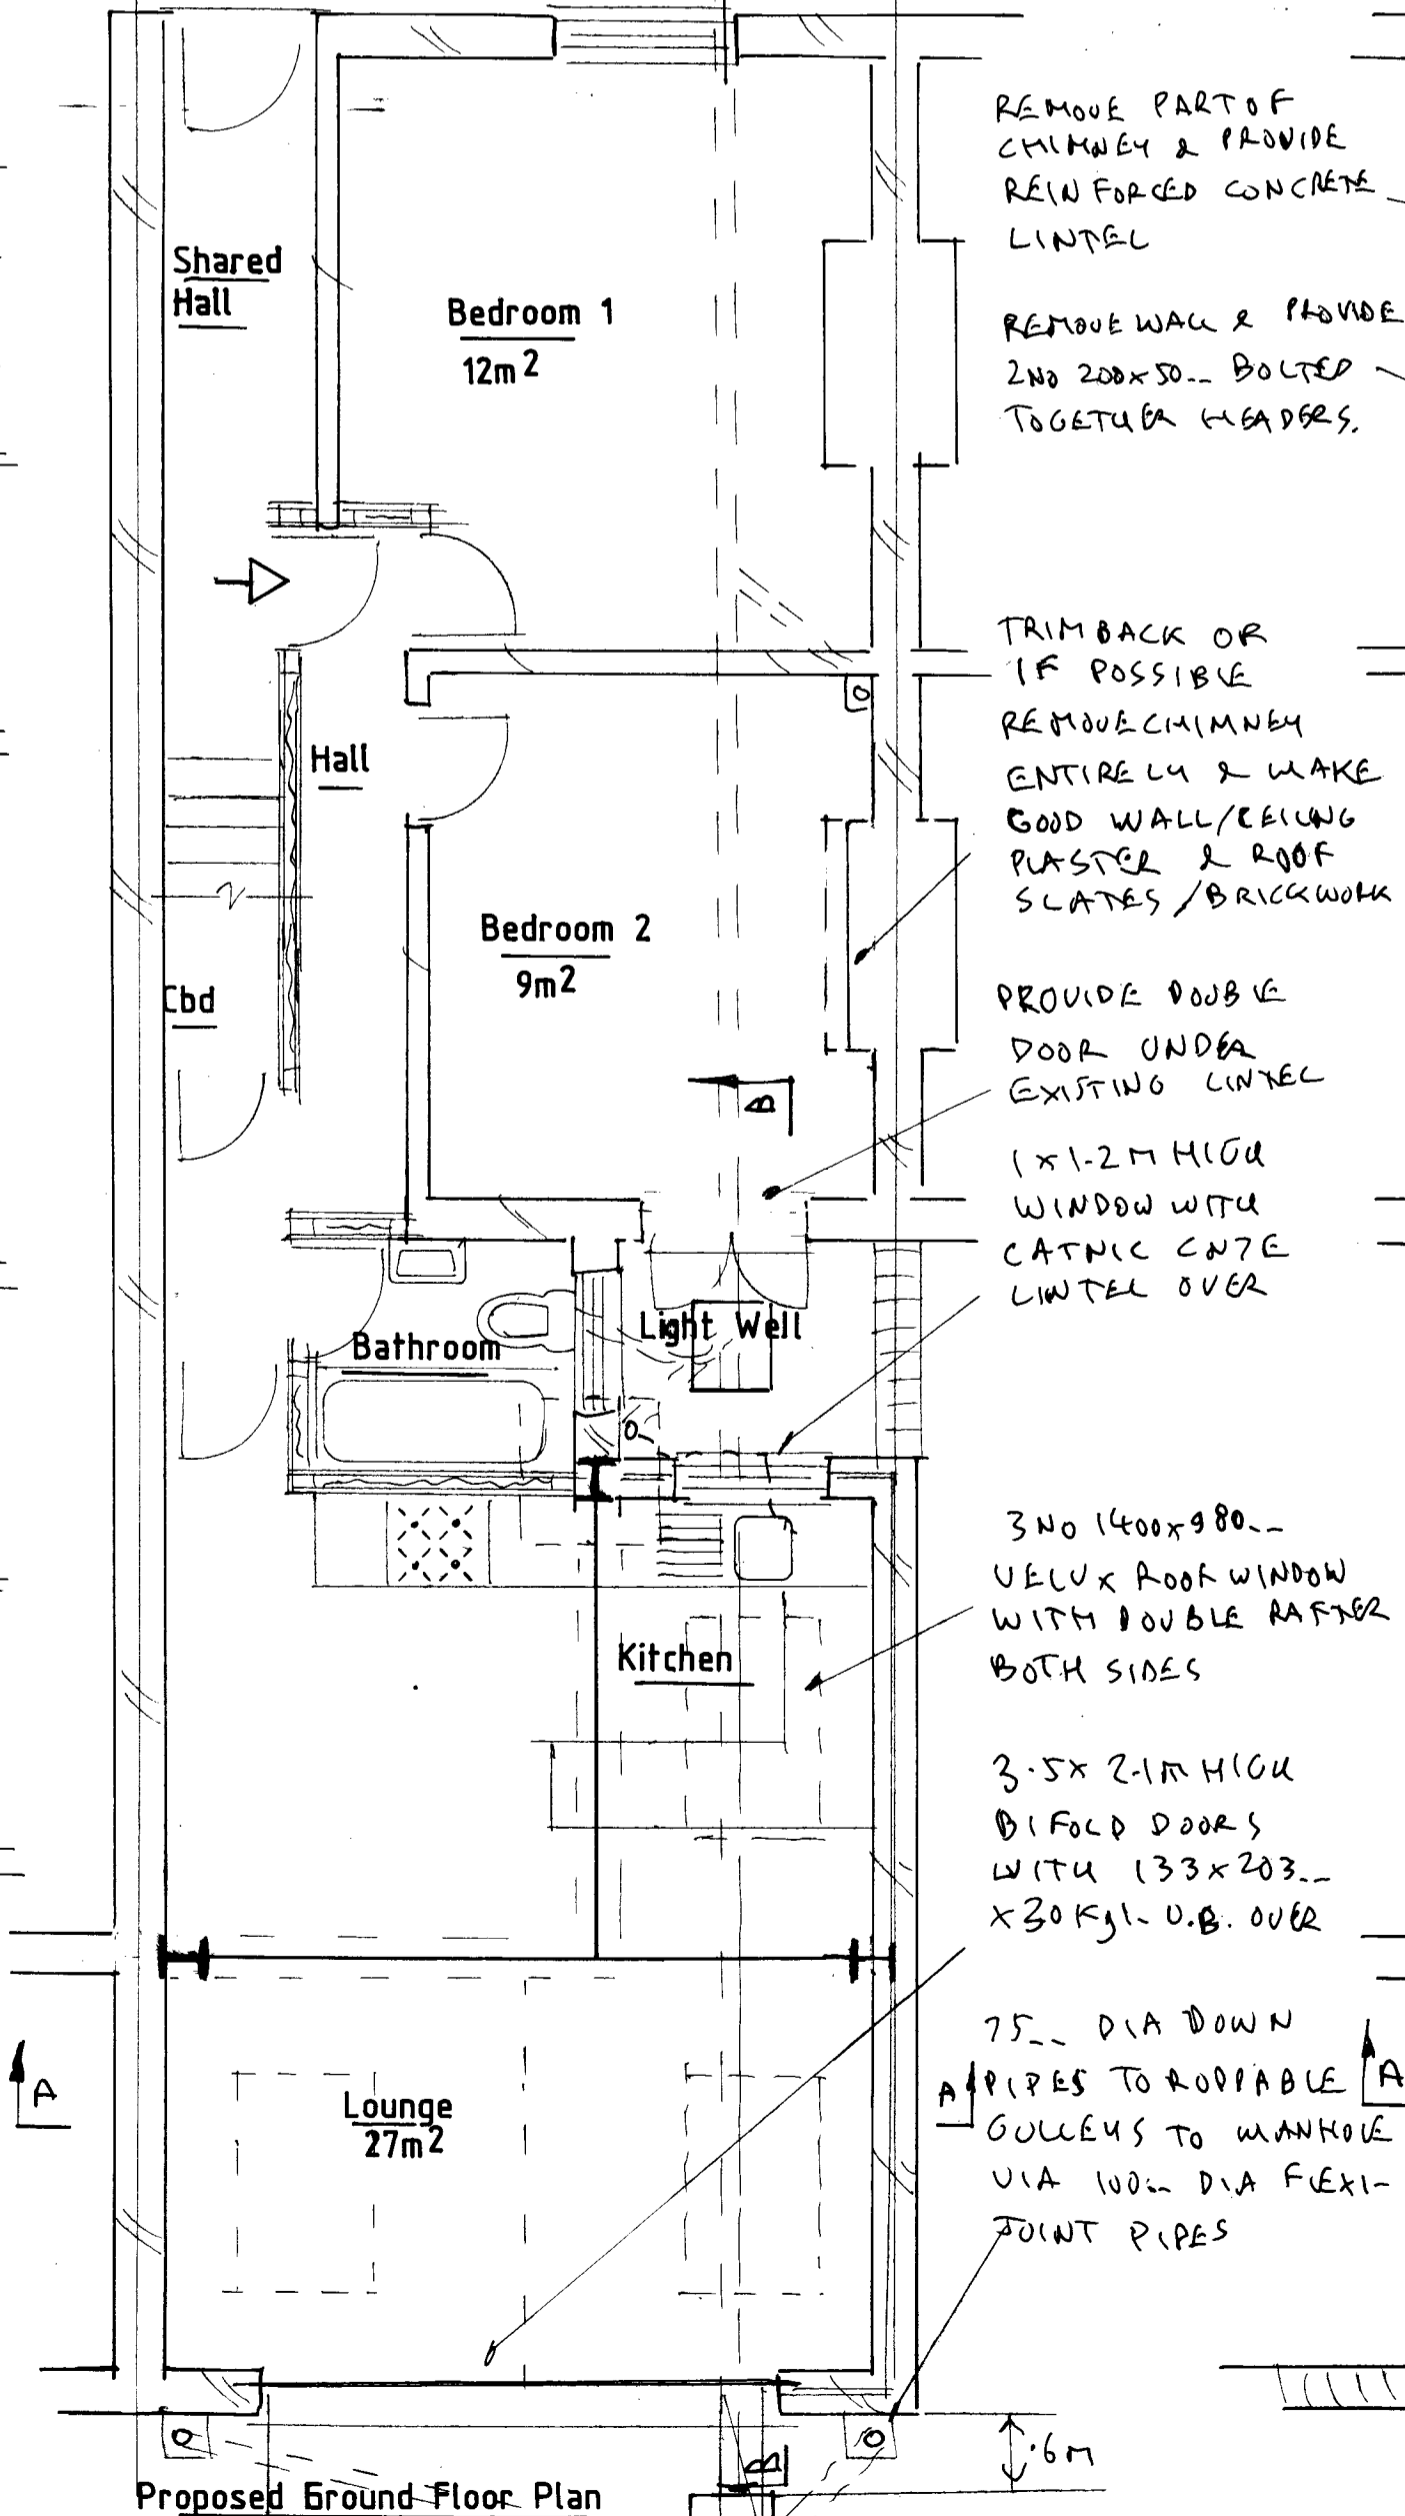 REMOVE PART OF
CHIMNEY & PROVIDE
REINFORCED CONCRETE
LINTEL
REMOVE WALL & PROVIDE
2NO 200x50-- BOLTED
TOGETHER HEADERS.
Shared
Hall
Bedroom 1
12m2
TRIM BACK OR
IF POSSIBLE
REMOVE CHIMNEY
ENTIRELY & MAKE
GOOD WALL/CEILING
PLASTER & ROOF
SLATES/BRICKWORK
Hall
Bedroom 2
9m2
Cbd
B
PROVIDE DOUBLE
DOOR UNDER
EXISTING LINTEL
1x1.2M HIGH
WINDOW WITH
CATNIC CN7E
LINTEL OVER
Light Well
Bathroom
3NO 1400x980--
VELUX ROOF WINDOW
WITH DOUBLE RAFTER
BOTH SIDES
Kitchen
3.5x2.1M HIGH
BIFOLD DOORS
WITH 133x203--
x30Kg/- U.B. OVER
75-- DIA DOWN
PIPES TO RODDABLE
GULLEYS TO MANHOLE
VIA 100-- DIA FLEXI-
JOINT PIPES
A
A
A
Lounge
27m2
B
.6M
Proposed Ground Floor Plan